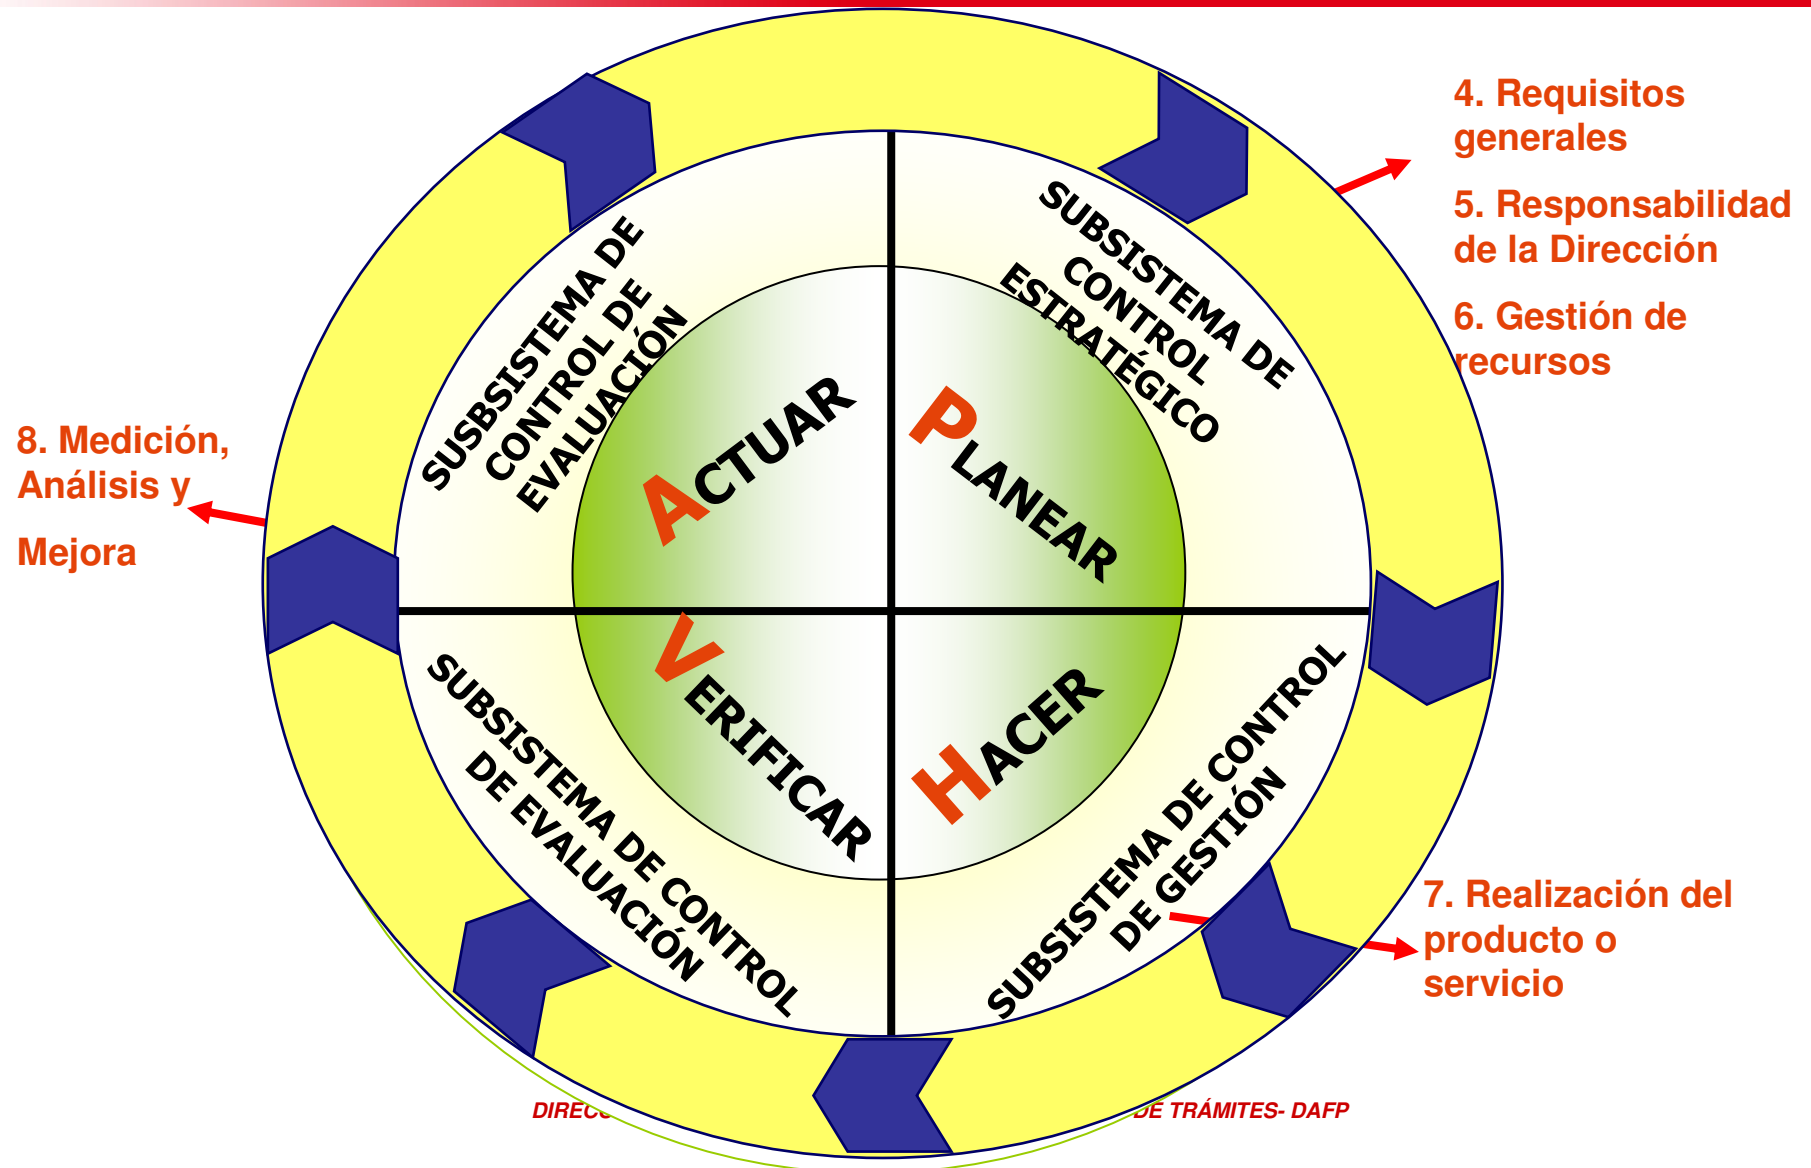 4. Requisitos
generales
5. Responsabilidad
de la Dirección
6. Gestión de
recursos
SUSBSISTEMA DE
CONTROL DE
EVALUACIÓN
SUBSISTEMA DE
CONTROL
ESTRATÉGICO
ACTUAR
PLANEAR
8. Medición,
Análisis y
Mejora
VERIFICAR
HACER
SUBSISTEMA DE CONTROL
DE EVALUACIÓN
SUBSISTEMA DE CONTROL
DE GESTIÓN
7. Realización del
producto o
servicio
DE TRÁMITES- DAFP